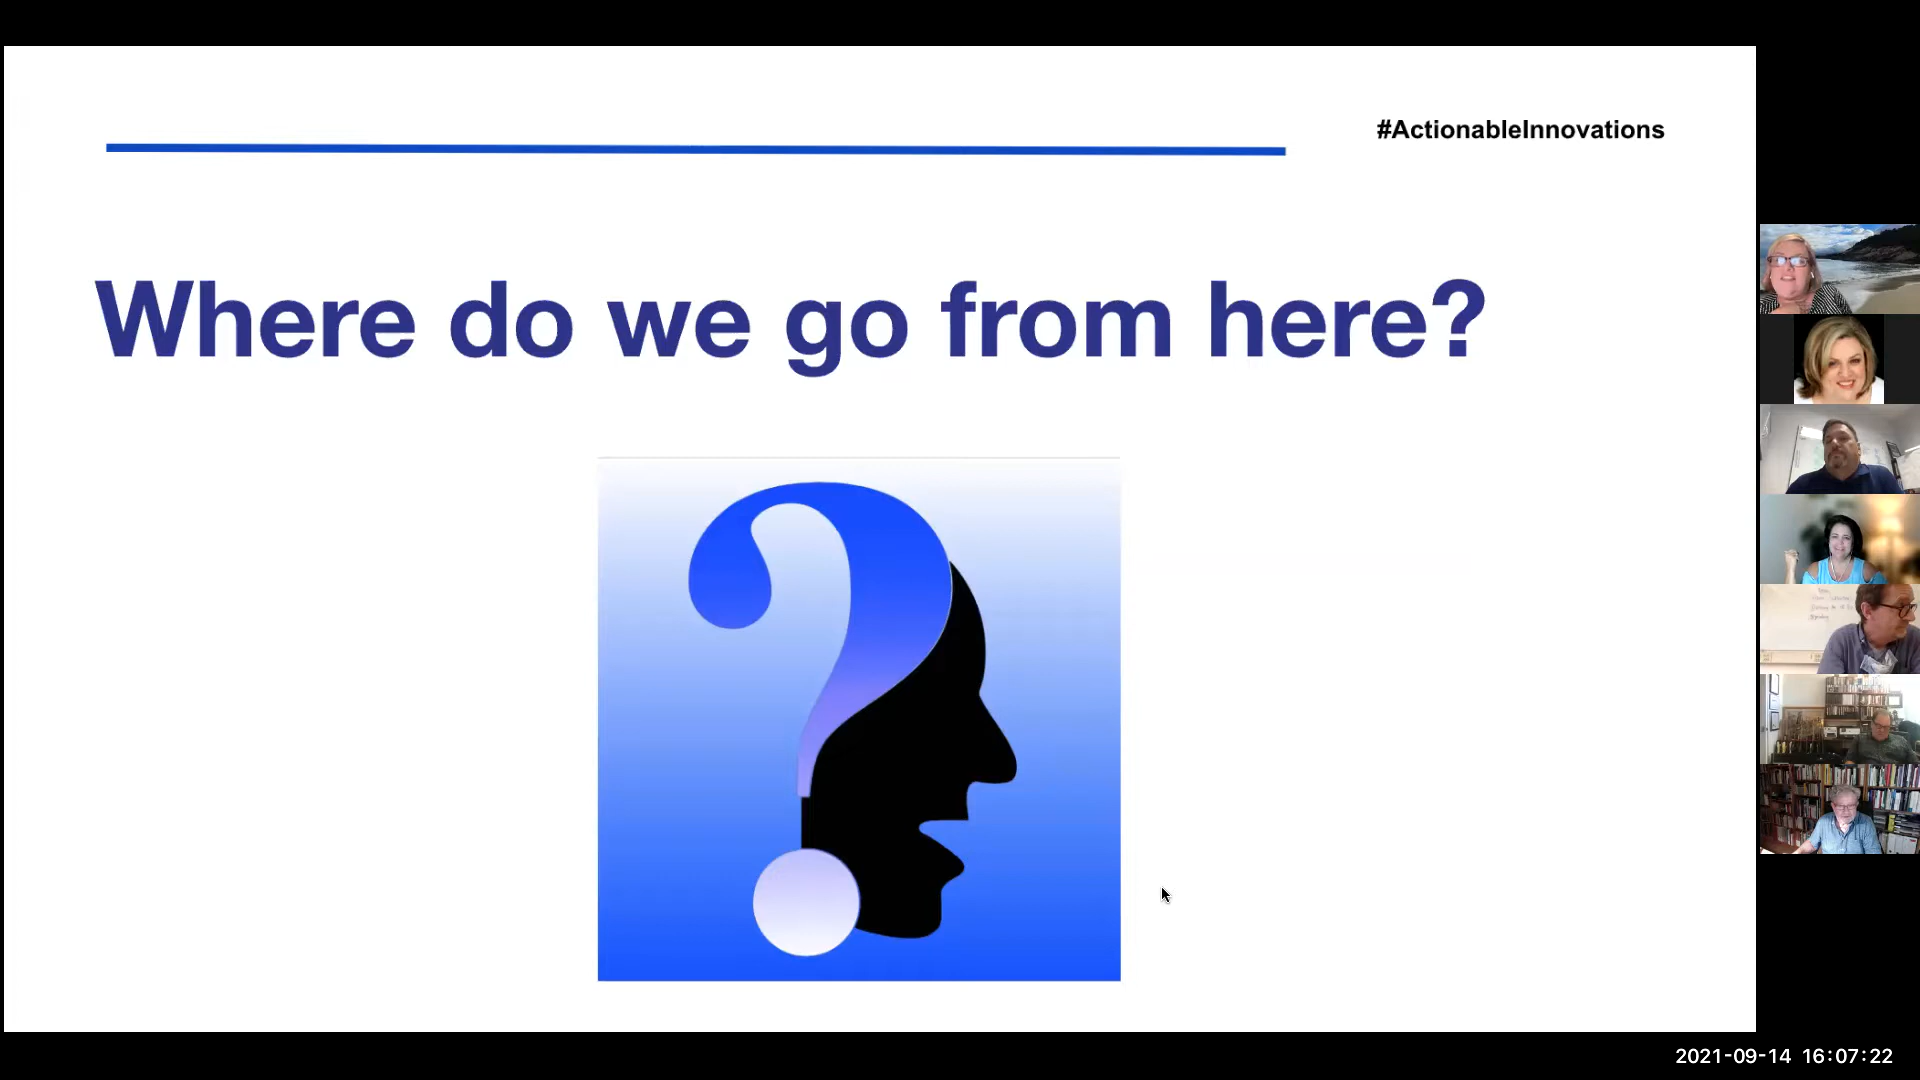 #ActionableInnovations
Where do we go from here?
2021-09-14 16:07:22